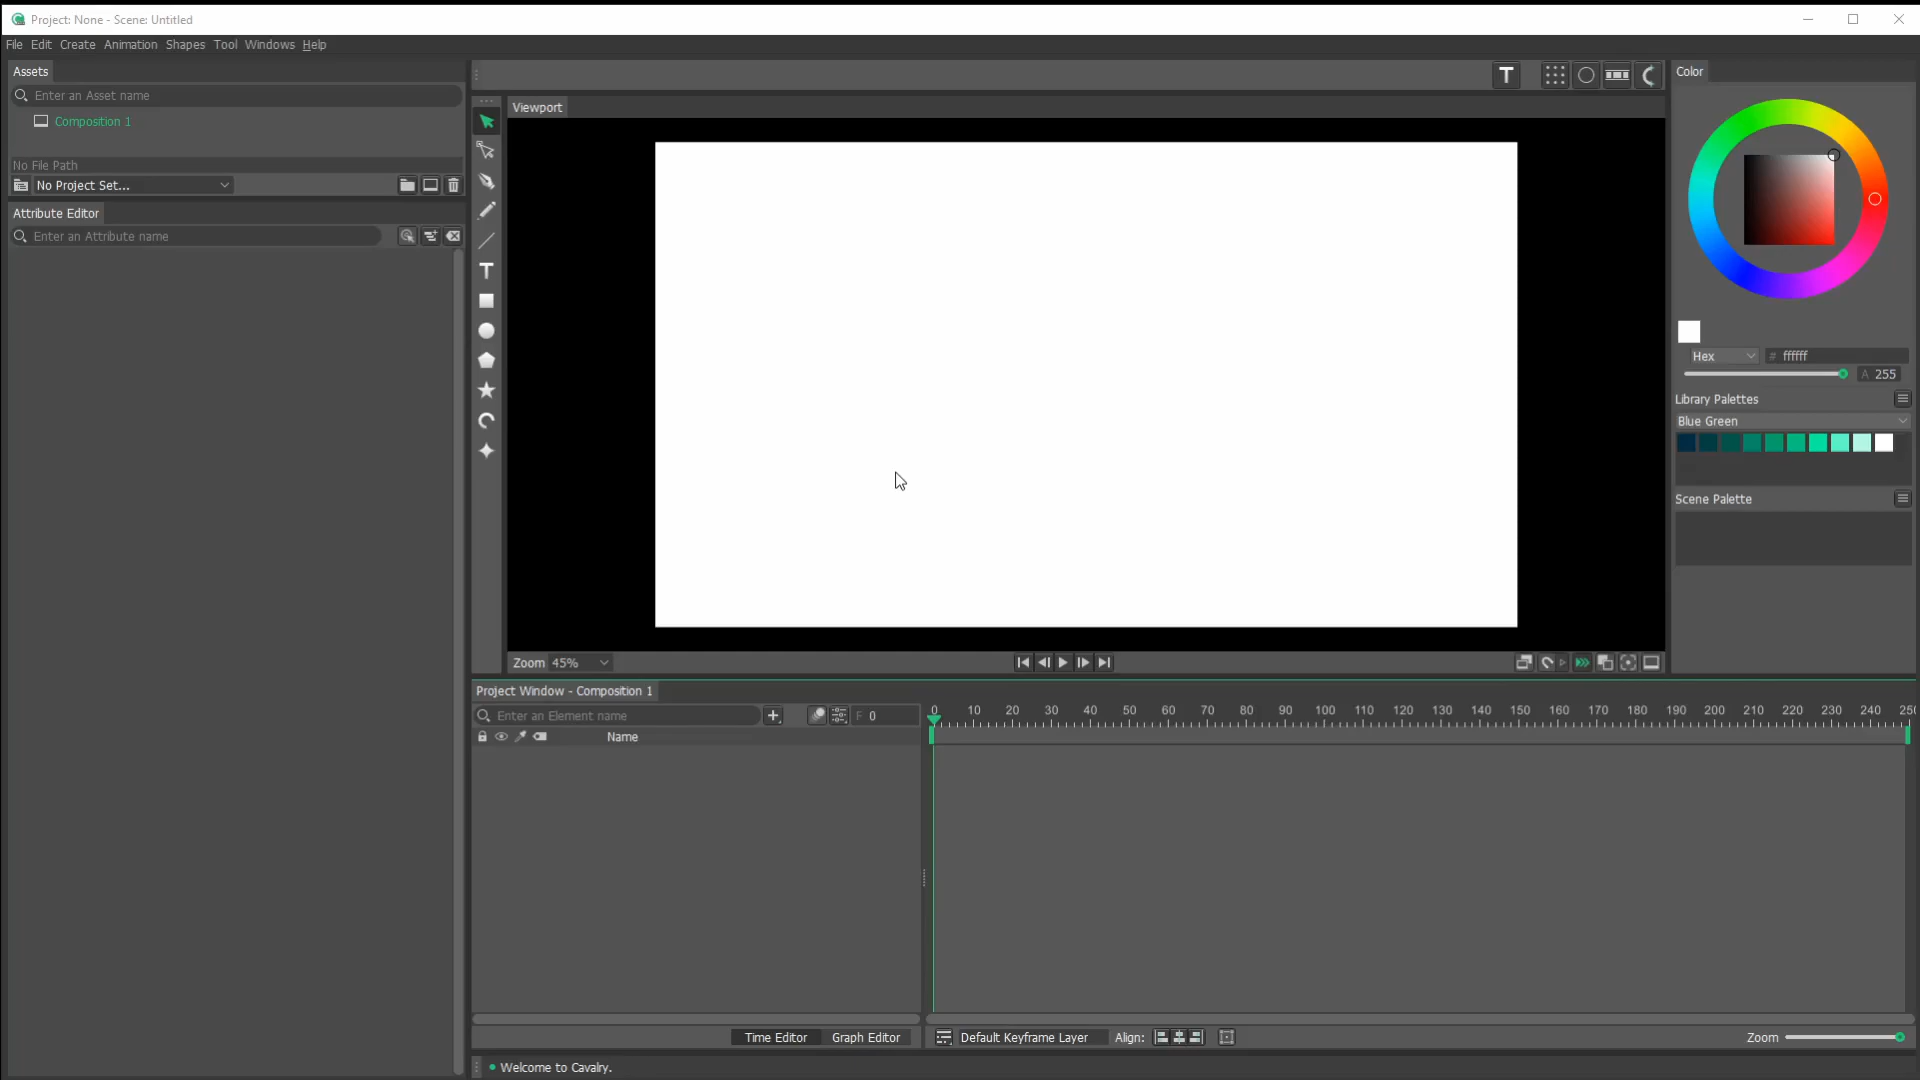 Project: None - Scene: Untitled
File Edit Create Animation Shapes Tool Windows Help
Assets
Enter an Asset name
Composition 1
No File Path
No Project Set...
Attribute Editor
Enter an Attribute name
T
Viewport
T
Zoom 45%
Color
Hex # ffffff
A 255
Library Palettes
Blue Green
Scene Palette
Project Window - Composition 1
Enter an Element name
F 0
Name
0 10 20 30 40 50 60 70 80 90 100 110 120 130 140 150 160 170 180 190 200 210 220 230 240 250
Time Editor Graph Editor
Default Keyframe Layer Align:
Zoom
Welcome to Cavalry.